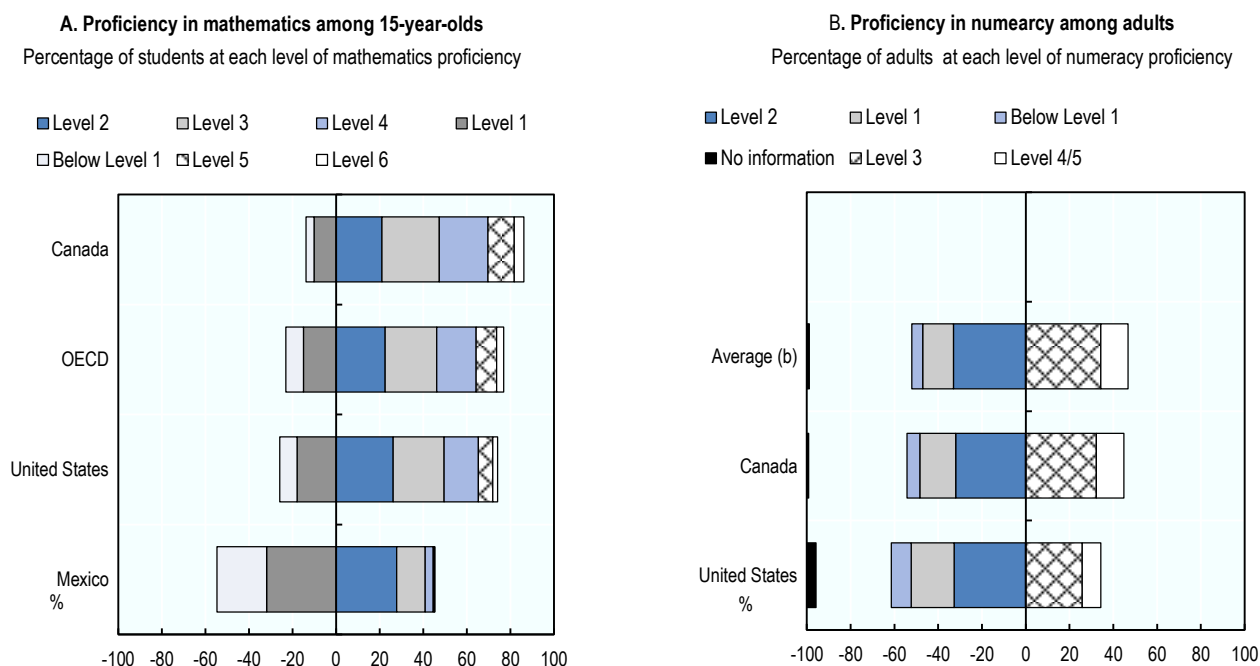 A. Proficiency in mathematics among 15-year-olds
Percentage of students at each level of mathematics proficiency
Level 2 Level 3 Level 4 Level 1
Below Level 1 Level 5 Level 6
Canada
OECD
United States
Mexico
%
-100 -80 -60 -40 -20 0 20 40 60 80 100
B. Proficiency in numearcy among adults
Percentage of adults at each level of numeracy proficiency
Level 2 Level 1 Below Level 1
No information Level 3 Level 4/5
Average (b)
Canada
United States
%
-100 -80 -60 -40 -20 0 20 40 60 80 100